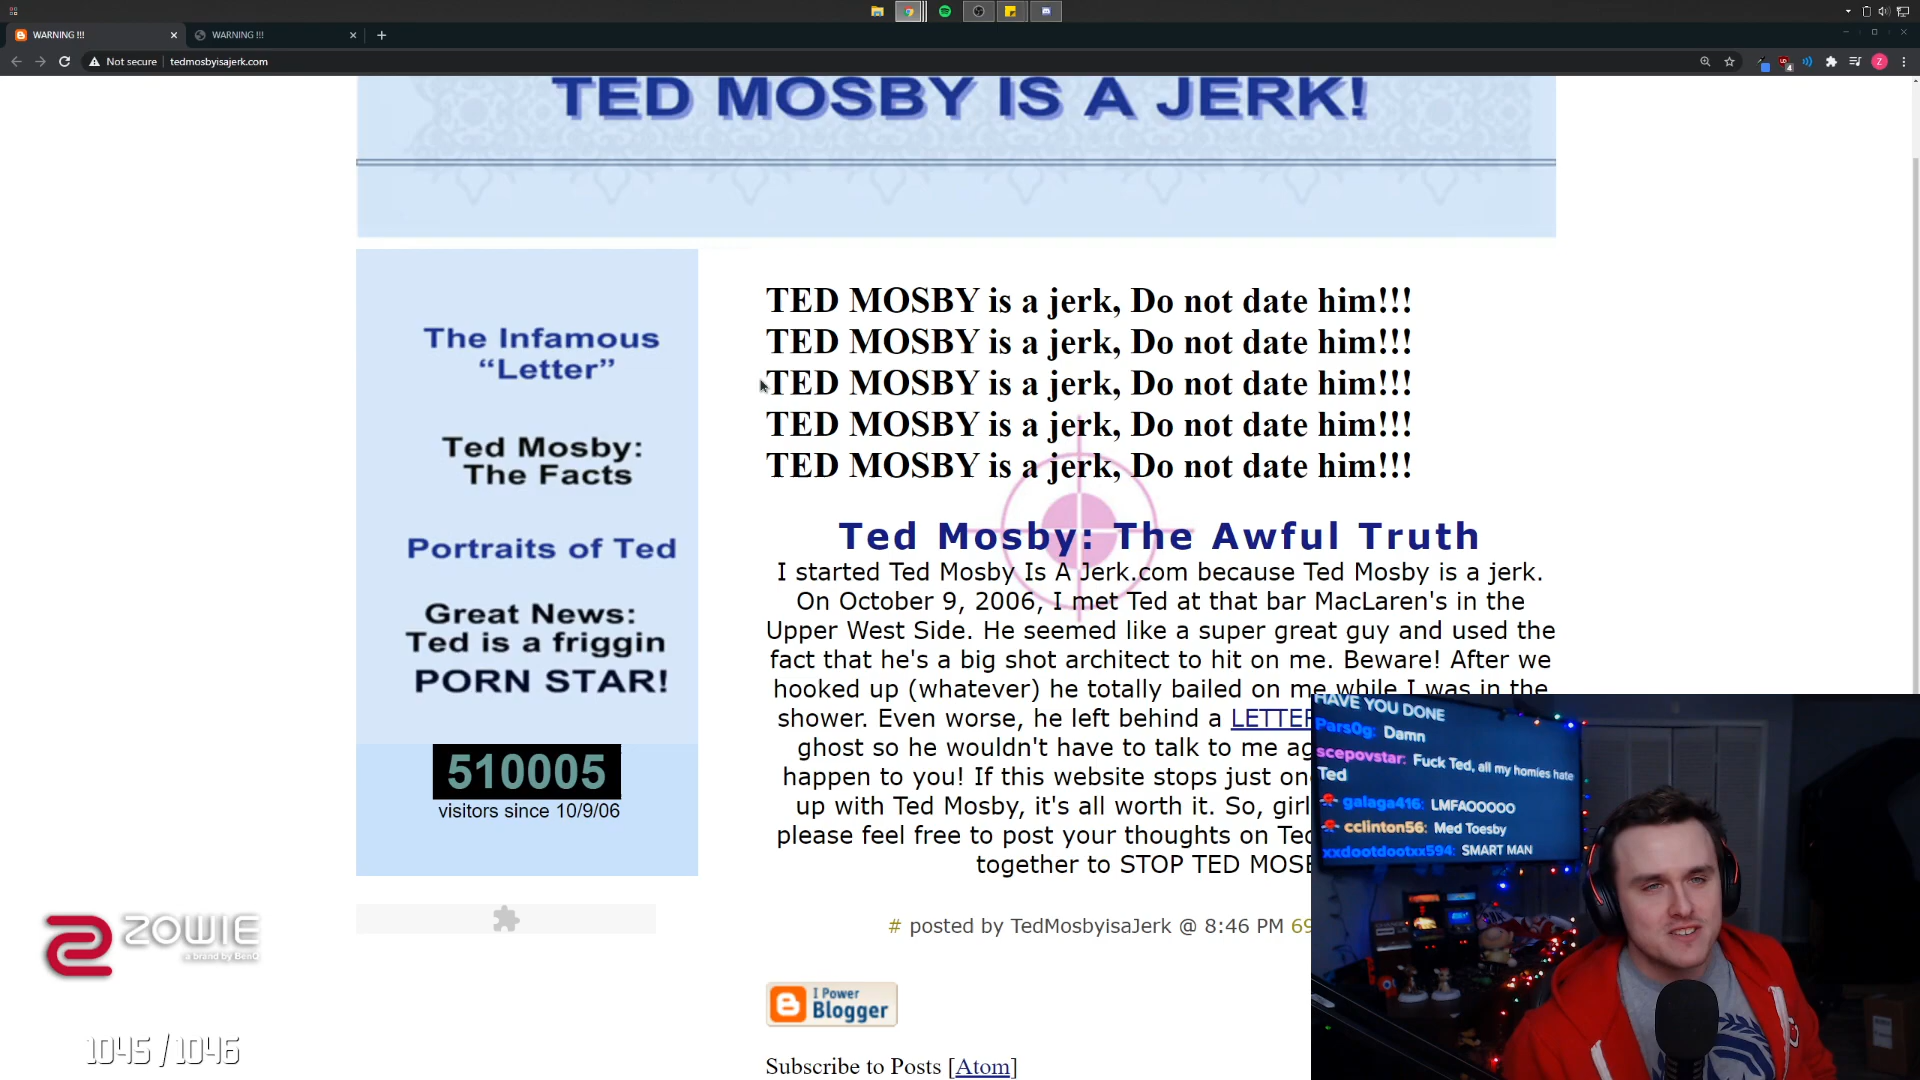 WARNING !!!
WARNING !!!
Not secure
tedmosbyisajerk.com
TED MOSBY IS A JERK!
The Infamous
“Letter”
Ted Mosby:
The Facts
Portraits of Ted
Great News:
Ted is a friggin
PORN STAR!
510005
visitors since 10/9/06
TED MOSBY is a jerk, Do not date him!!!
TED MOSBY is a jerk, Do not date him!!!
TED MOSBY is a jerk, Do not date him!!!
TED MOSBY is a jerk, Do not date him!!!
TED MOSBY is a jerk, Do not date him!!!
Ted Mosby: The Awful Truth
I started Ted Mosby Is A Jerk.com because Ted Mosby is a jerk.
On October 9, 2006, I met Ted at that bar MacLaren's in the
Upper West Side. He seemed like a super great guy and used the
fact that he's a big shot architect to hit on me. Beware! After we
hooked up (whatever) he totally bailed on me while I was in the
shower. Even worse, he left behind a LETTER
ghost so he wouldn't have to talk to me ag
happen to you! If this website stops just on
up with Ted Mosby, it's all worth it. So, girl
please feel free to post your thoughts on Ted
together to STOP TED MOSB
# posted by TedMosbyisaJerk @ 8:46 PM 69
I Power
Blogger
Subscribe to Posts [Atom]
HAVE YOU DONE
Pars0g: Damn
scepovstar: Fuck Ted, all my homies hate
Ted
galaga416: LMFAOOOOO
cclinton56: Med Toesby
xxdootdootxx594: SMART MAN
ZOWIE
a brand by BenQ
1045 / 1046